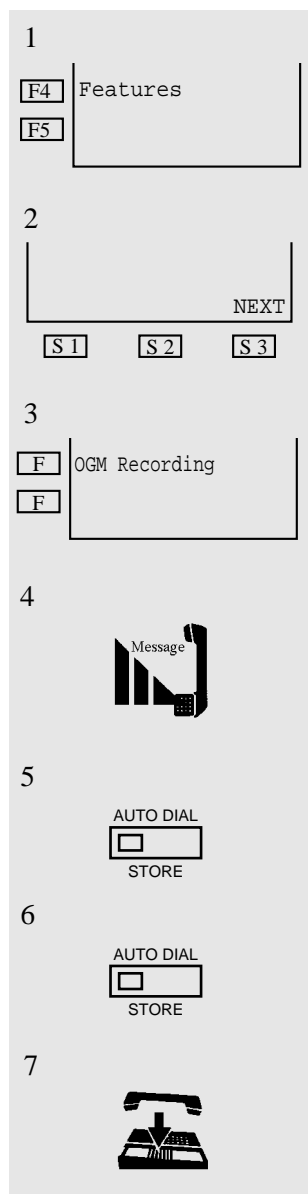 1
F4 Features
F5
2
NEXT
S 1 S 2 S 3
3
F OGM Recording
F
4
Message
5
AUTO DIAL
STORE
6
AUTO DIAL
STORE
7